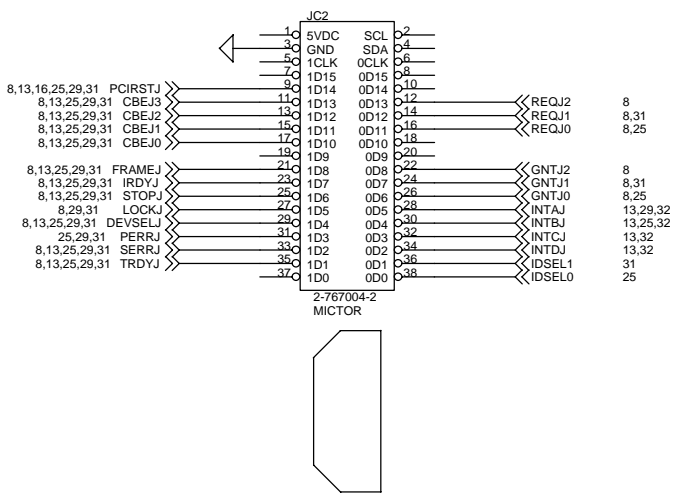 JC2
1 5VDC SCL 2
3 GND SDA 4
5 1CLK 0CLK 6
7 1D15 0D15 8
8,13,16,25,29,31 PCIRSTJ 9 1D14 0D14 10
8,13,25,29,31 CBEJ3 11 1D13 0D13 12 REQJ2 8
8,13,25,29,31 CBEJ2 13 1D12 0D12 14 REQJ1 8,31
8,13,25,29,31 CBEJ1 15 1D11 0D11 16 REQJ0 8,25
8,13,25,29,31 CBEJ0 17 1D10 0D10 18
19 1D9 0D9 20
8,13,25,29,31 FRAMEJ 21 1D8 0D8 22 GNTJ2 8
8,13,25,29,31 IRDYJ 23 1D7 0D7 24 GNTJ1 8,31
8,13,25,29,31 STOPJ 25 1D6 0D6 26 GNTJ0 8,25
8,29,31 LOCKJ 27 1D5 0D5 28 INTAJ 13,29,32
8,13,25,29,31 DEVSELJ 29 1D4 0D4 30 INTBJ 13,25,32
25,29,31 PERRJ 31 1D3 0D3 32 INTCJ 13,32
8,13,25,29,31 SERRJ 33 1D2 0D2 34 INTDJ 13,32
8,13,25,29,31 TRDYJ 35 1D1 0D1 36 IDSEL1 31
37 1D0 0D0 38 IDSEL0 25
2-767004-2
MICTOR